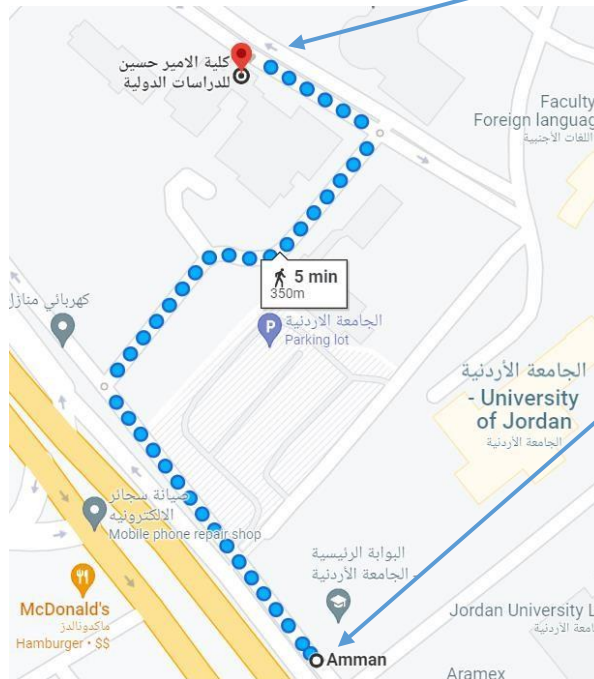 كلية الامير حسين
للدراسات الدولية
Faculty
Foreign languag
اللغات الأجنبية
5 min
350m
كهربائي منازل
الجامعة الاردنية
P
Parking lot
الجامعة الأردنية
- University
of Jordan
الجامعة الأردنية
صيانة سجائر
الالكترونيه
Mobile phone repair shop
البوابة الرئيسية
- الجامعة الأردنية
McDonald's
ماكدونالدز
Hamburger • $$
Jordan University L
الجامعة الأردنية
Amman
Aramex